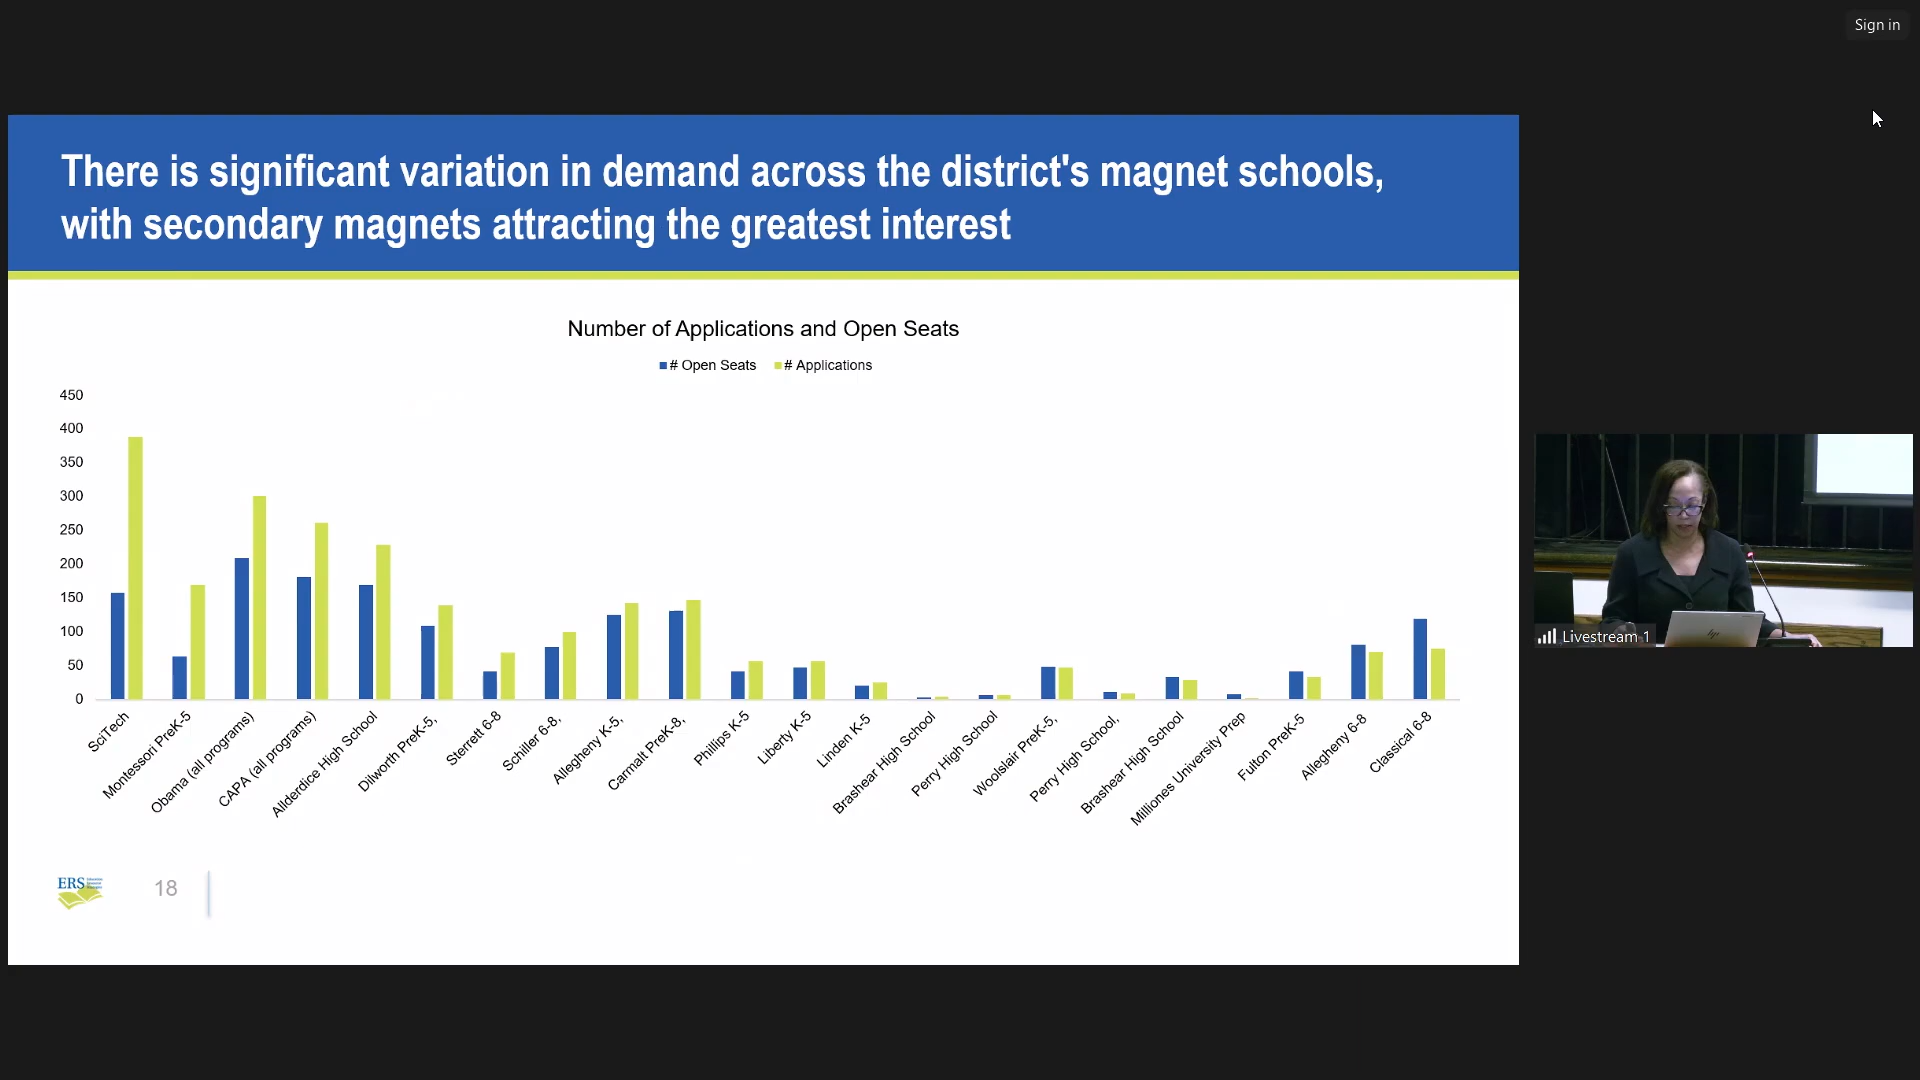 Sign in
There is significant variation in demand across the district's magnet schools,
with secondary magnets attracting the greatest interest
Number of Applications and Open Seats
# Open Seats # Applications
450
400
350
300
250
200
150
100
50
0
SciTech
Montessori PreK-5
Obama (all programs)
CAPA (all programs)
Allderdice High School
Dilworth PreK-5,
Sterrett 6-8
Schiller 6-8,
Allegheny K-5,
Carmalt PreK-8,
Phillips K-5
Liberty K-5
Linden K-5
Brashear High School
Perry High School
Woolslair PreK-5,
Perry High School,
Brashear High School
Milliones University Prep
Fulton PreK-5
Allegheny 6-8
Classical 6-8
ERS
18
Livestream 1
hp